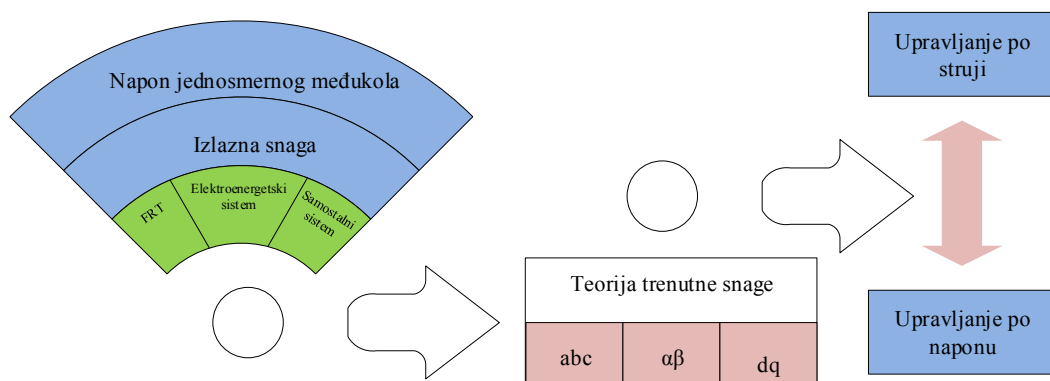 Napon jednosmernog međukola
Izlazna snaga
FRT
Elektroenergetski
sistem
Samostalni
sistem
Teorija trenutne snage
abc
αβ
dq
Upravljanje po
struji
Upravljanje po
naponu